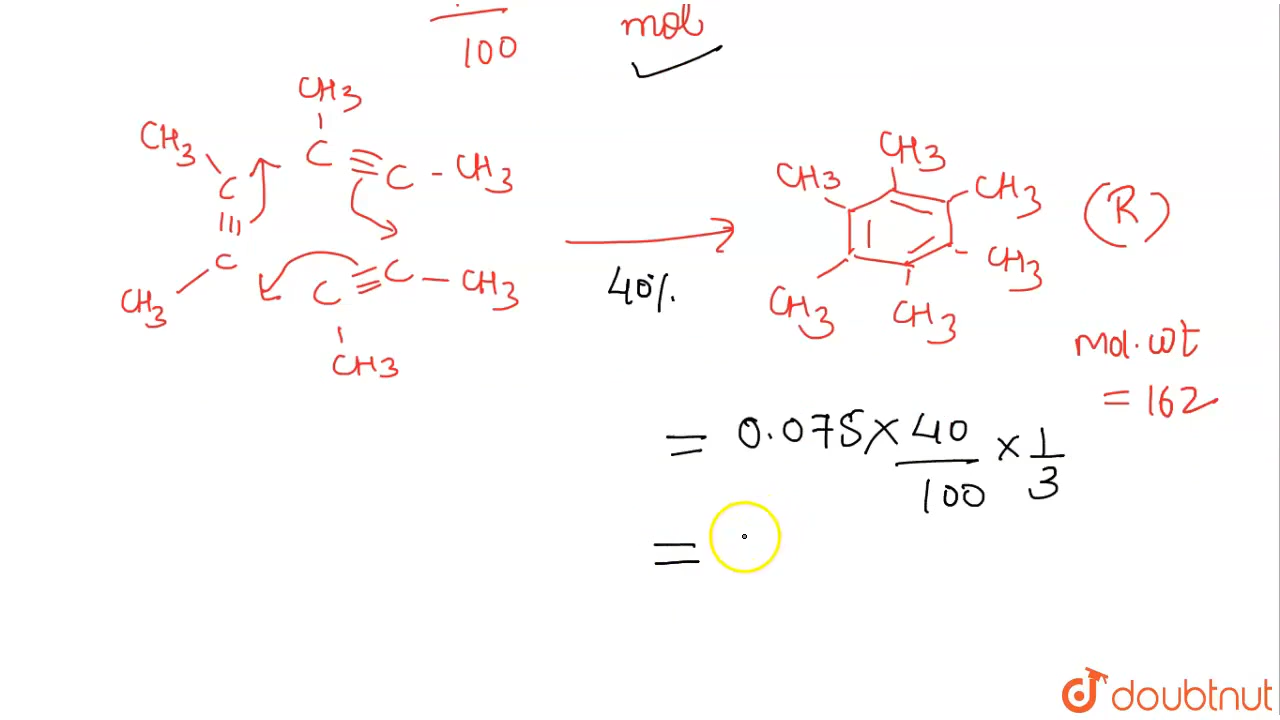 100 mol
CH3
CH3 C ≡ C - CH3
C
|||
C
CH3
C ≡ C - CH3
CH3
40%.
CH3
CH3 CH3
CH3
CH3 CH3
(R)
mol. wt
= 162
= 0.075 × 40/100 × 1/3
=
doubtnut